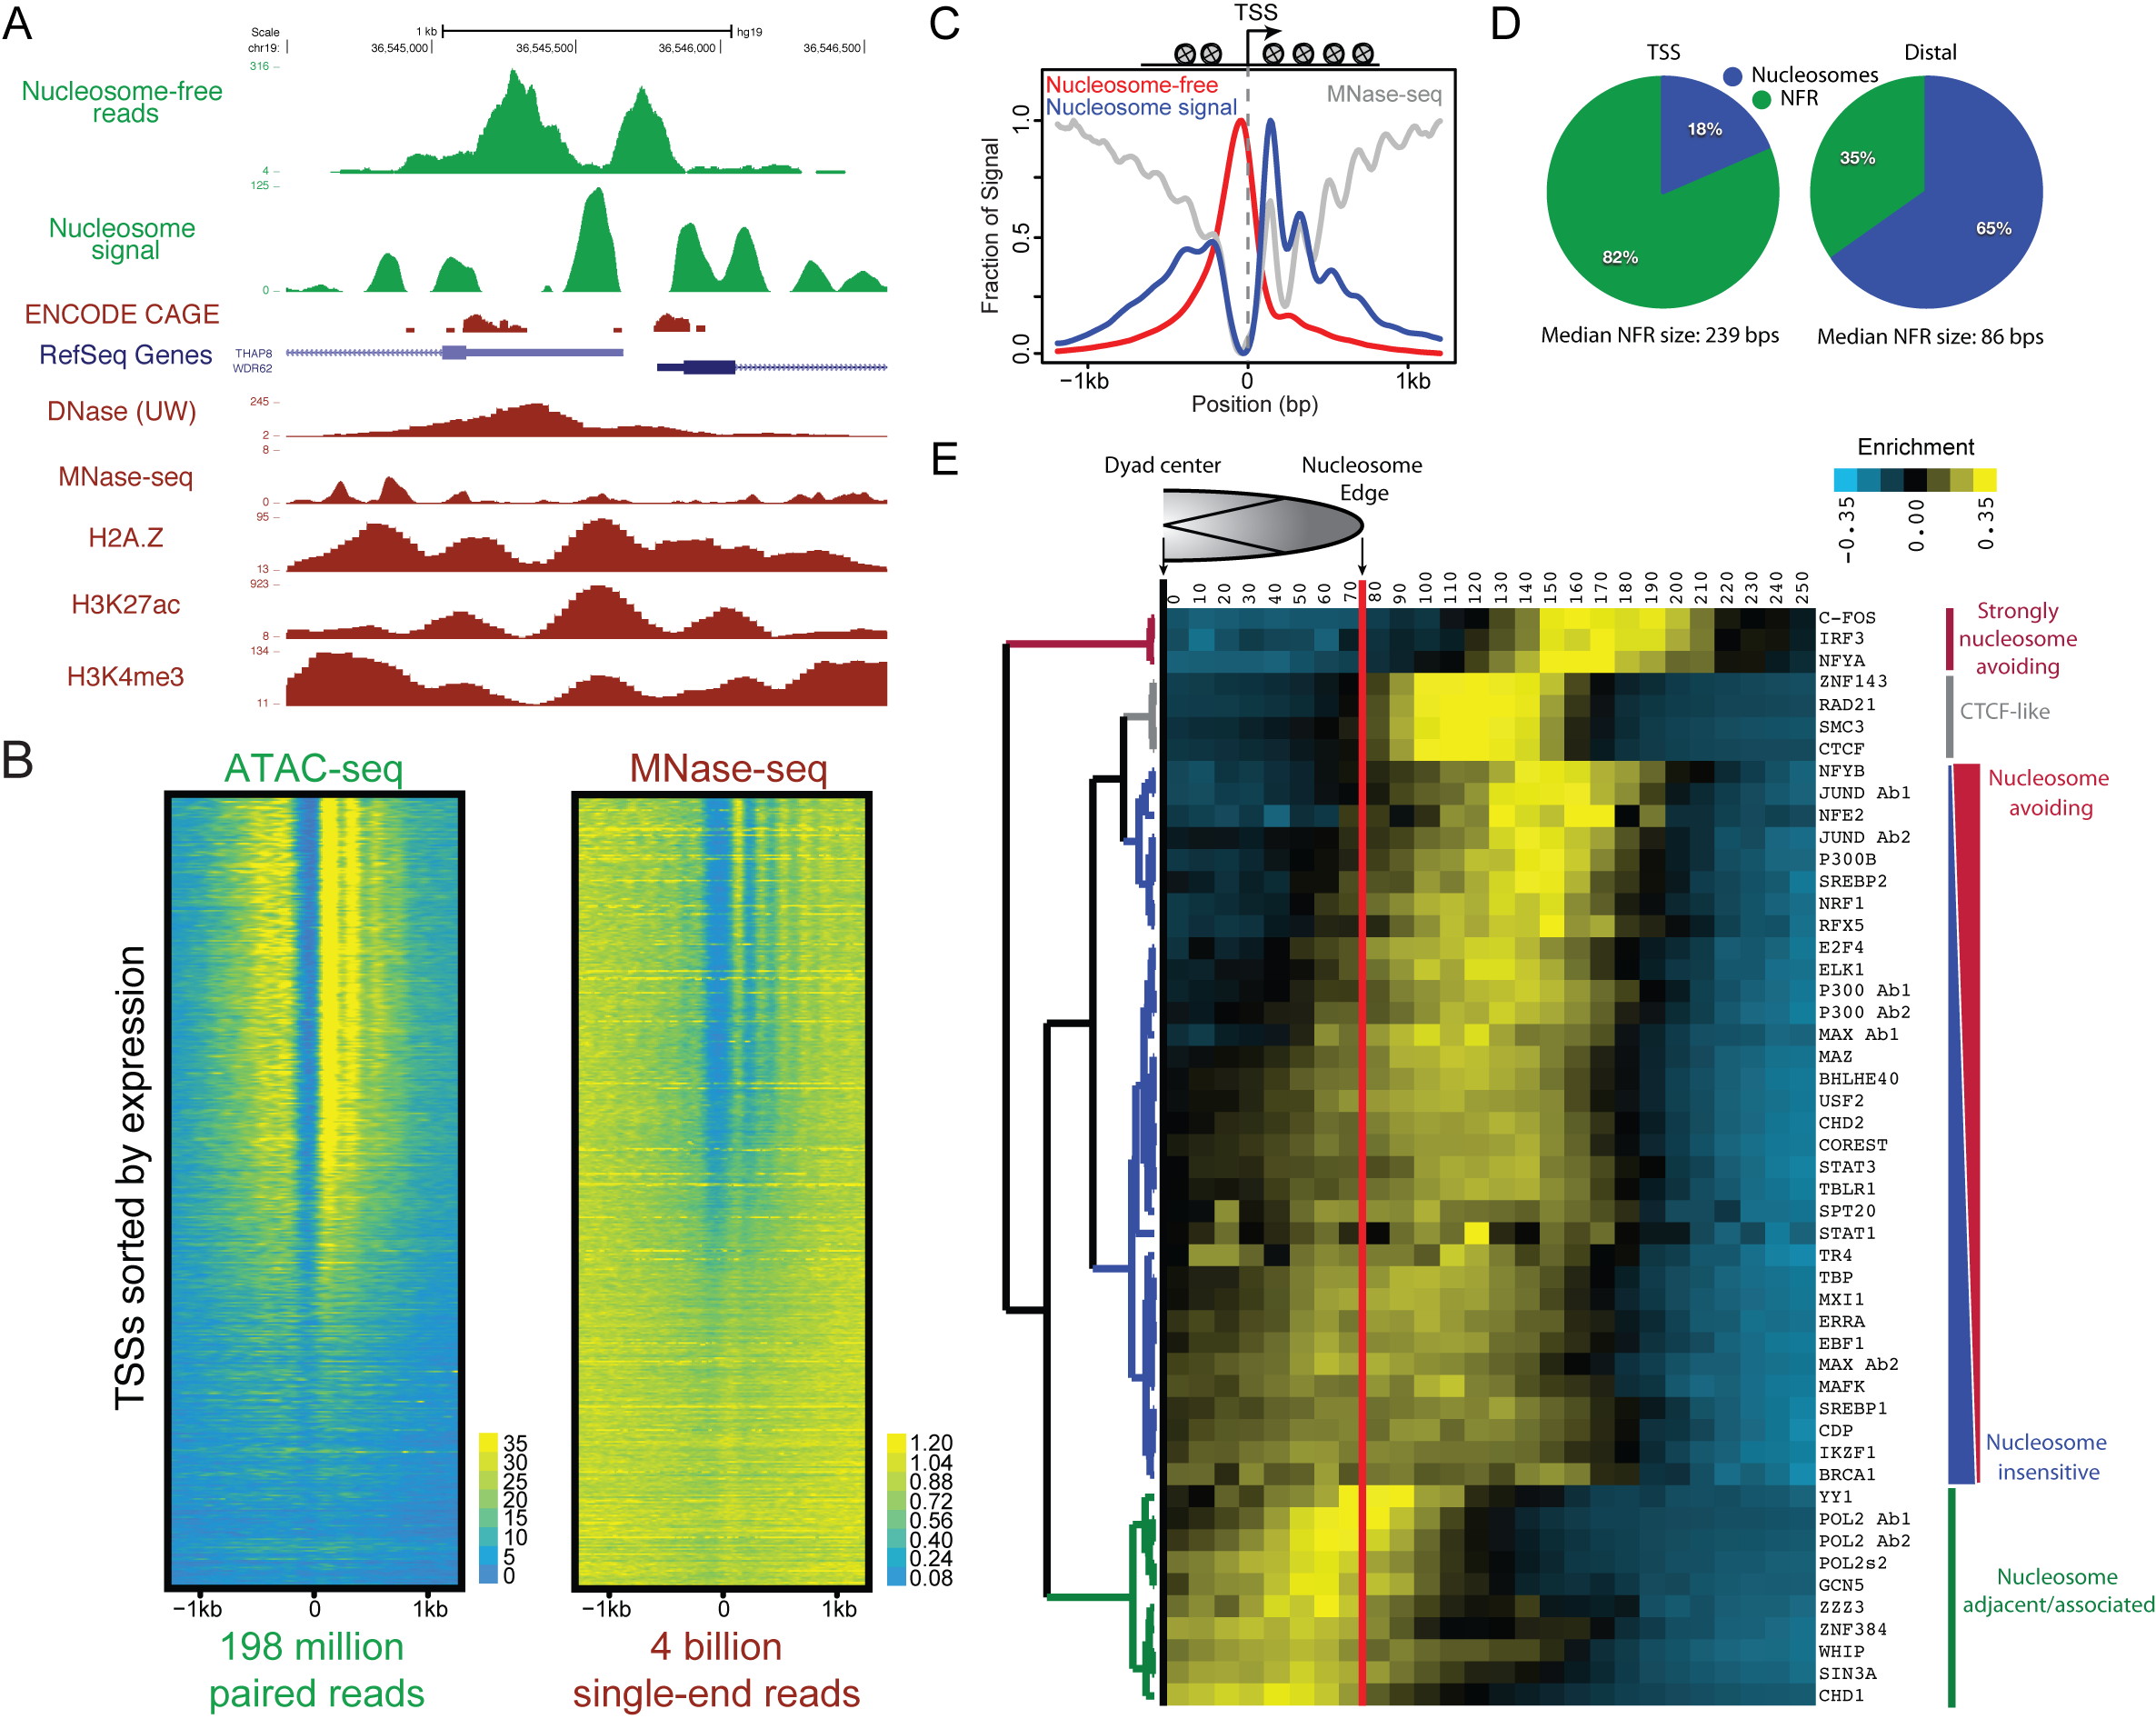 A
Scale
1 kb
hg19
chr19:
36,545,000
36,545,500
36,546,000
36,546,500
316
Nucleosome-free
reads
4
125
Nucleosome
signal
0
ENCODE CAGE
RefSeq Genes
THAP8
WDR62
DNase (UW)
245
2
8
MNase-seq
0
95
H2A.Z
13
923
H3K27ac
8
134
H3K4me3
11
B
ATAC-seq
MNase-seq
TSSs sorted by expression
35
30
25
20
15
10
5
0
1.20
1.04
0.88
0.72
0.56
0.40
0.24
0.08
−1kb
0
1kb
−1kb
0
1kb
198 million
paired reads
4 billion
single-end reads
C
TSS
Nucleosome-free
Nucleosome signal
MNase-seq
Fraction of Signal
1.0
0.5
0.0
−1kb
0
1kb
Position (bp)
D
TSS
Distal
Nucleosomes
NFR
18%
82%
35%
65%
Median NFR size: 239 bps
Median NFR size: 86 bps
E
Dyad center
Nucleosome
Edge
Enrichment
-0.35
0.00
0.35
0 10 20 30 40 50 60 70 80 90 100 110 120 130 140 150 160 170 180 190 200 210 220 230 240 250
C-FOS
IRF3
NFYA
ZNF143
RAD21
SMC3
CTCF
NFYB
JUND Ab1
NFE2
JUND Ab2
P300B
SREBP2
NRF1
RFX5
E2F4
ELK1
P300 Ab1
P300 Ab2
MAX Ab1
MAZ
BHLHE40
USF2
CHD2
COREST
STAT3
TBLR1
SPT20
STAT1
TR4
TBP
MXI1
ERRA
EBF1
MAX Ab2
MAFK
SREBP1
CDP
IKZF1
BRCA1
YY1
POL2 Ab1
POL2 Ab2
POL2s2
GCN5
ZZZ3
ZNF384
WHIP
SIN3A
CHD1
Strongly
nucleosome
avoiding
CTCF-like
Nucleosome
avoiding
Nucleosome
insensitive
Nucleosome
adjacent/associated